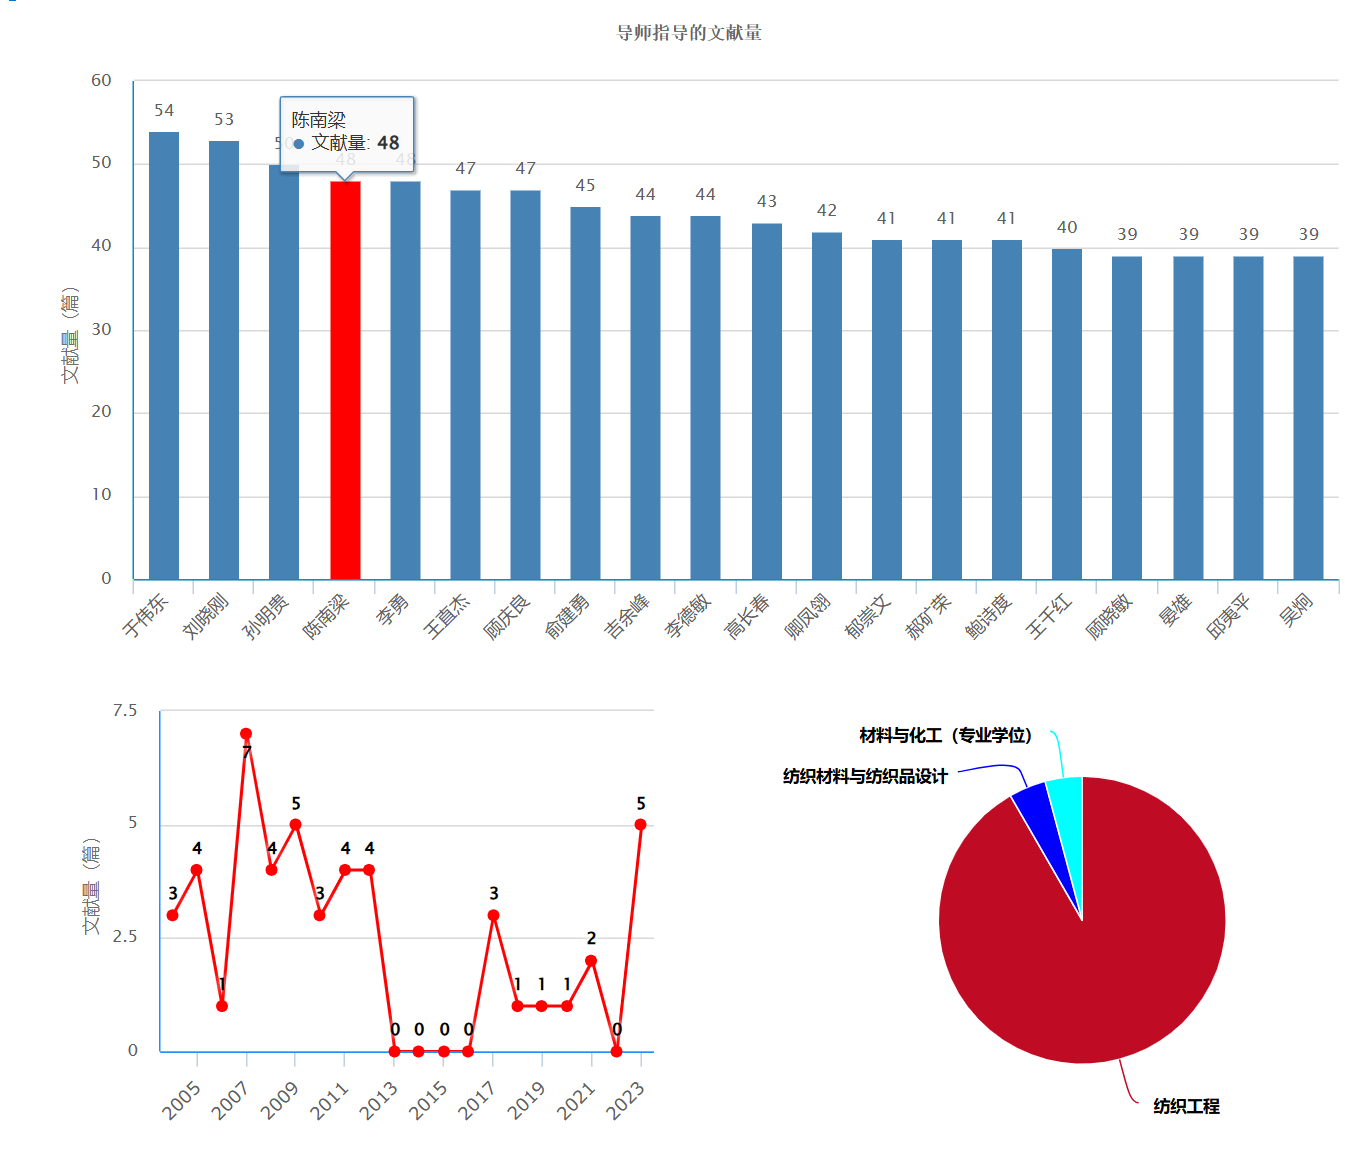 导师指导的文献量
文献量（篇）
60
50
40
30
20
10
0
54
53
50
48
48
47
47
45
44
44
43
42
41
41
41
40
39
39
39
39
陈南梁
文献量: 48
于伟东
刘晓刚
孙明贵
陈南梁
李勇
王直杰
顾庆良
俞建勇
吉余峰
李德敏
高长春
卿凤翎
郁崇文
郝矿荣
鲍诗度
王千红
顾晓敏
晏雄
邱夷平
吴炯
文献量（篇）
7.5
5
2.5
0
3
4
1
7
4
5
3
4
4
0
0
0
0
3
1
1
1
2
0
5
2005
2007
2009
2011
2013
2015
2017
2019
2021
2023
材料与化工（专业学位）
纺织材料与纺织品设计
纺织工程